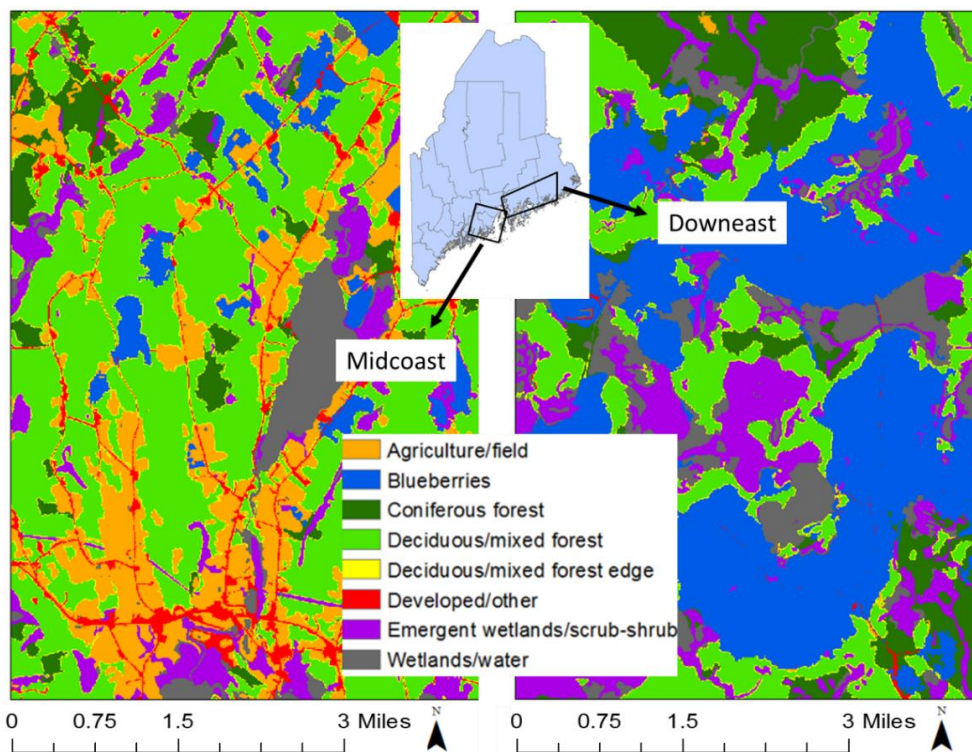 Downeast
Midcoast
Agriculture/field
Blueberries
Coniferous forest
Deciduous/mixed forest
Deciduous/mixed forest edge
Developed/other
Emergent wetlands/scrub-shrub
Wetlands/water
0 0.75 1.5 3 Miles N
0 0.75 1.5 3 Miles N